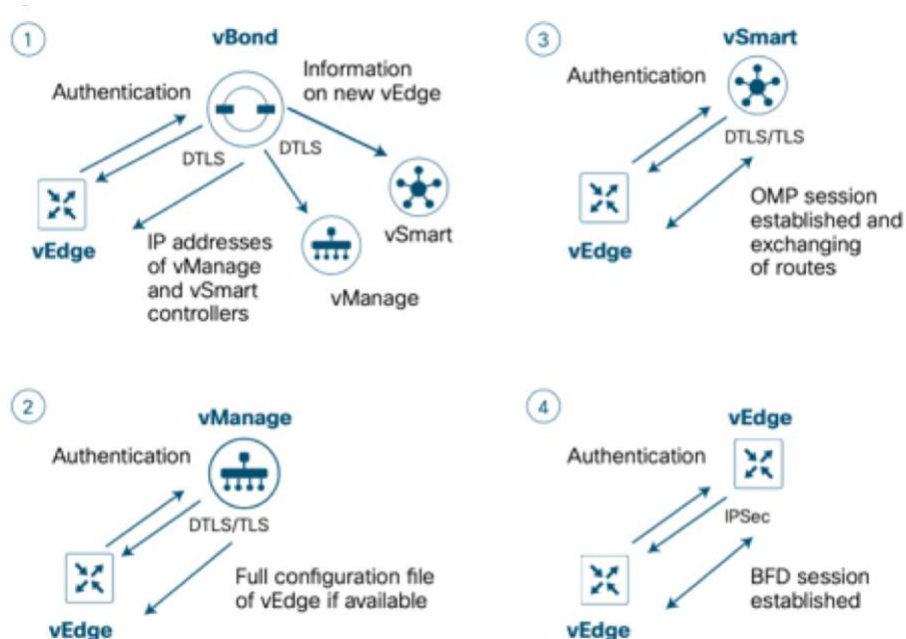 1
vBond
Authentication
Information
on new vEdge
DTLS
DTLS
vEdge
IP addresses
of vManage
and vSmart
controllers
vSmart
vManage
3
vSmart
Authentication
DTLS/TLS
vEdge
OMP session
established and
exchanging
of routes
2
vManage
Authentication
DTLS/TLS
vEdge
Full configuration file
of vEdge if available
4
vEdge
Authentication
IPSec
vEdge
BFD session
established